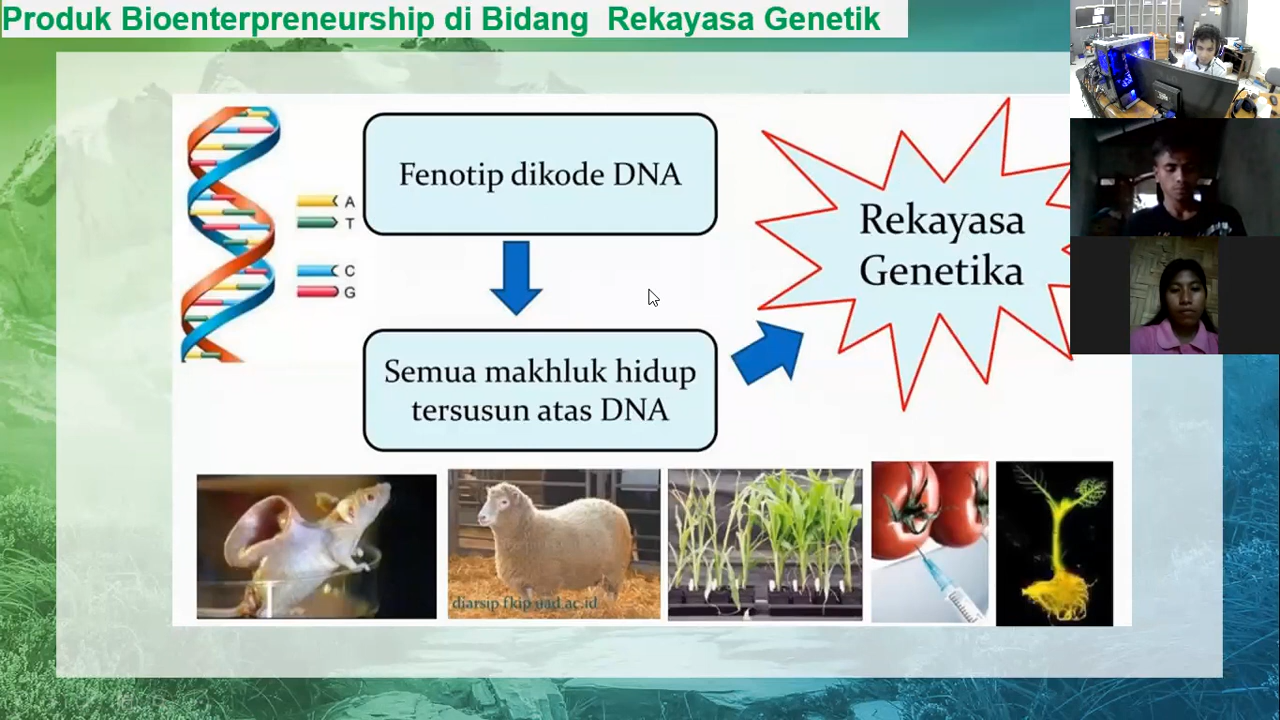 Produk Bioenterpreneurship di Bidang Rekayasa Genetik
Fenotip dikode DNA
A
T
C
G
Rekayasa
Genetika
Semua makhluk hidup
tersusun atas DNA
diarsip fkip uad.ac.id